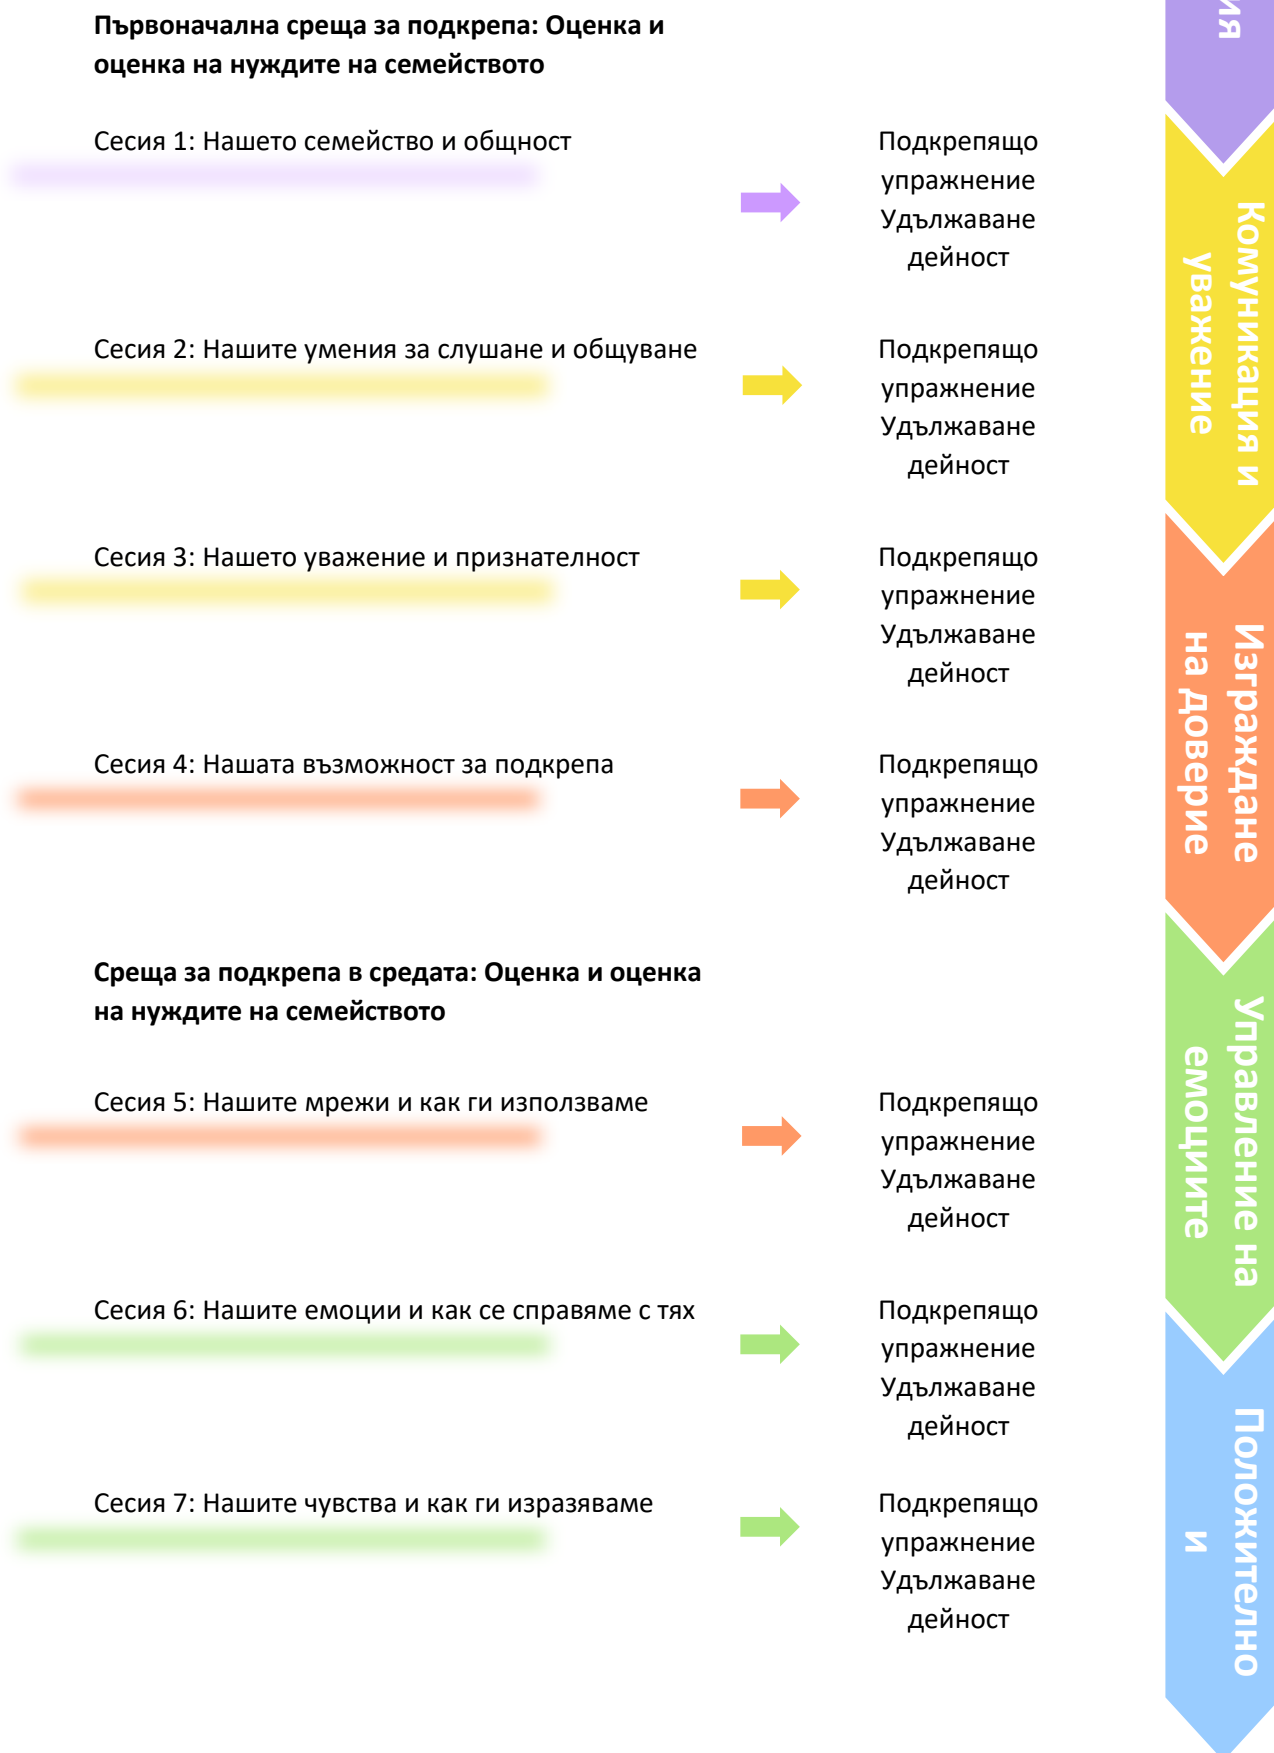 Първоначална среща за подкрепа: Оценка и
оценка на нуждите на семейството
Сесия 1: Нашето семейство и общност
Подкрепящо
упражнение
Удължаване
дейност
Сесия 2: Нашите умения за слушане и общуване
Подкрепящо
упражнение
Удължаване
дейност
Сесия 3: Нашето уважение и признателност
Подкрепящо
упражнение
Удължаване
дейност
Сесия 4: Нашата възможност за подкрепа
Подкрепящо
упражнение
Удължаване
дейност
Среща за подкрепа в средата: Оценка и оценка
на нуждите на семейството
Сесия 5: Нашите мрежи и как ги използваме
Подкрепящо
упражнение
Удължаване
дейност
Сесия 6: Нашите емоции и как се справяме с тях
Подкрепящо
упражнение
Удължаване
дейност
Сесия 7: Нашите чувства и как ги изразяваме
Подкрепящо
упражнение
Удължаване
дейност
Комуникация и
уважение
Изграждане
на доверие
Управление на
емоциите
Положително
и